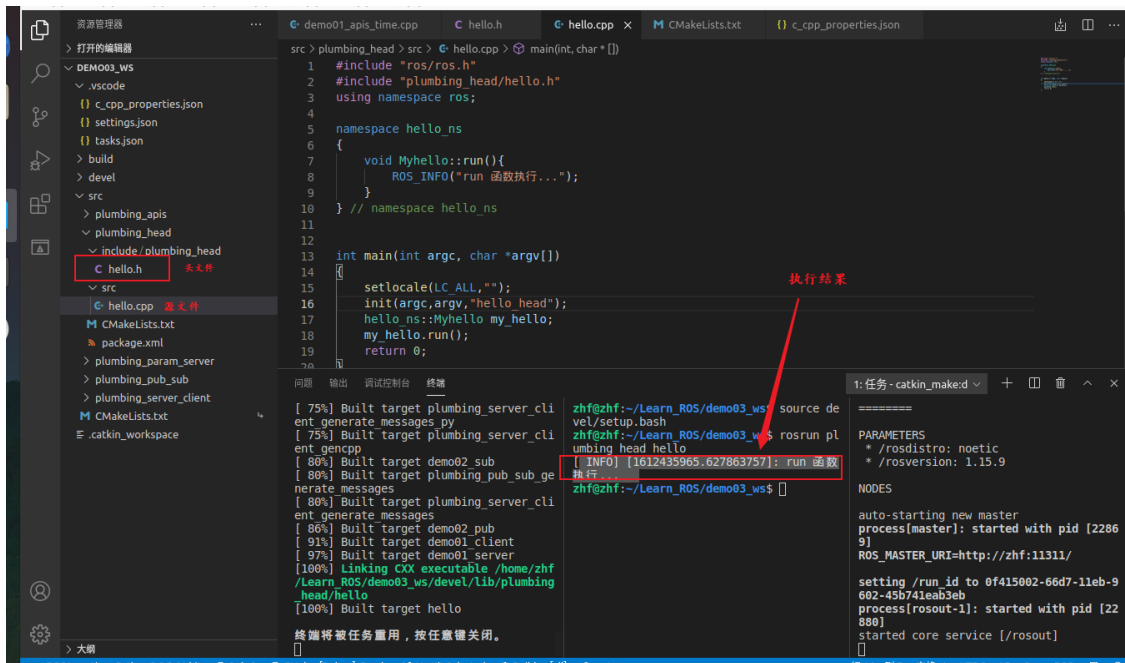 资源管理器 ···
> 打开的编辑器
DEMO03_WS
.vscode
{} c_cpp_properties.json
{} settings.json
{} tasks.json
> build
> devel
src
> plumbing_apis
plumbing_head
include / plumbing_head
C hello.h 头文件
src
hello.cpp 源文件
M CMakeLists.txt
package.xml
> plumbing_param_server
> plumbing_pub_sub
> plumbing_server_client
M CMakeLists.txt
.catkin_workspace
> 大纲
demo01_apis_time.cpp C hello.h hello.cpp × M CMakeLists.txt {} c_cpp_properties.json
src > plumbing_head > src > hello.cpp > main(int, char * [])
1 #include "ros/ros.h"
2 #include "plumbing_head/hello.h"
3 using namespace ros;
4
5 namespace hello_ns
6 {
7 void Myhello::run(){
8 ROS_INFO("run 函数执行...");
9 }
10 } // namespace hello_ns
11
12
13 int main(int argc, char *argv[])
14 {
15 setlocale(LC_ALL,"");
16 init(argc,argv,"hello_head");
17 hello_ns::Myhello my_hello;
18 my_hello.run();
19 return 0;
20 }
执行结果
问题 输出 调试控制台 终端 1: 任务 - catkin_make:d
[ 75%] Built target plumbing_server_cli
ent_generate_messages_py
[ 75%] Built target plumbing_server_cli
ent_gencpp
[ 80%] Built target demo02_sub
[ 80%] Built target plumbing_pub_sub_ge
nerate_messages
[ 80%] Built target plumbing_server_cli
ent_generate_messages
[ 86%] Built target demo02_pub
[ 91%] Built target demo01_client
[ 97%] Built target demo01_server
[100%] Linking CXX executable /home/zhf
/Learn_ROS/demo03_ws/devel/lib/plumbing
_head/hello
[100%] Built target hello
终端将被任务重用，按任意键关闭。
zhf@zhf:~/Learn_ROS/demo03_ws$ source de
vel/setup.bash
zhf@zhf:~/Learn_ROS/demo03_ws$ rosrun pl
umbing_head hello
[ INFO] [1612435965.627863757]: run 函数
执行...
zhf@zhf:~/Learn_ROS/demo03_ws$
========
PARAMETERS
* /rosdistro: noetic
* /rosversion: 1.15.9
NODES
auto-starting new master
process[master]: started with pid [2286
9]
ROS_MASTER_URI=http://zhf:11311/
setting /run_id to 0f415002-66d7-11eb-9
602-45b741eab3eb
process[rosout-1]: started with pid [22
880]
started core service [/rosout]